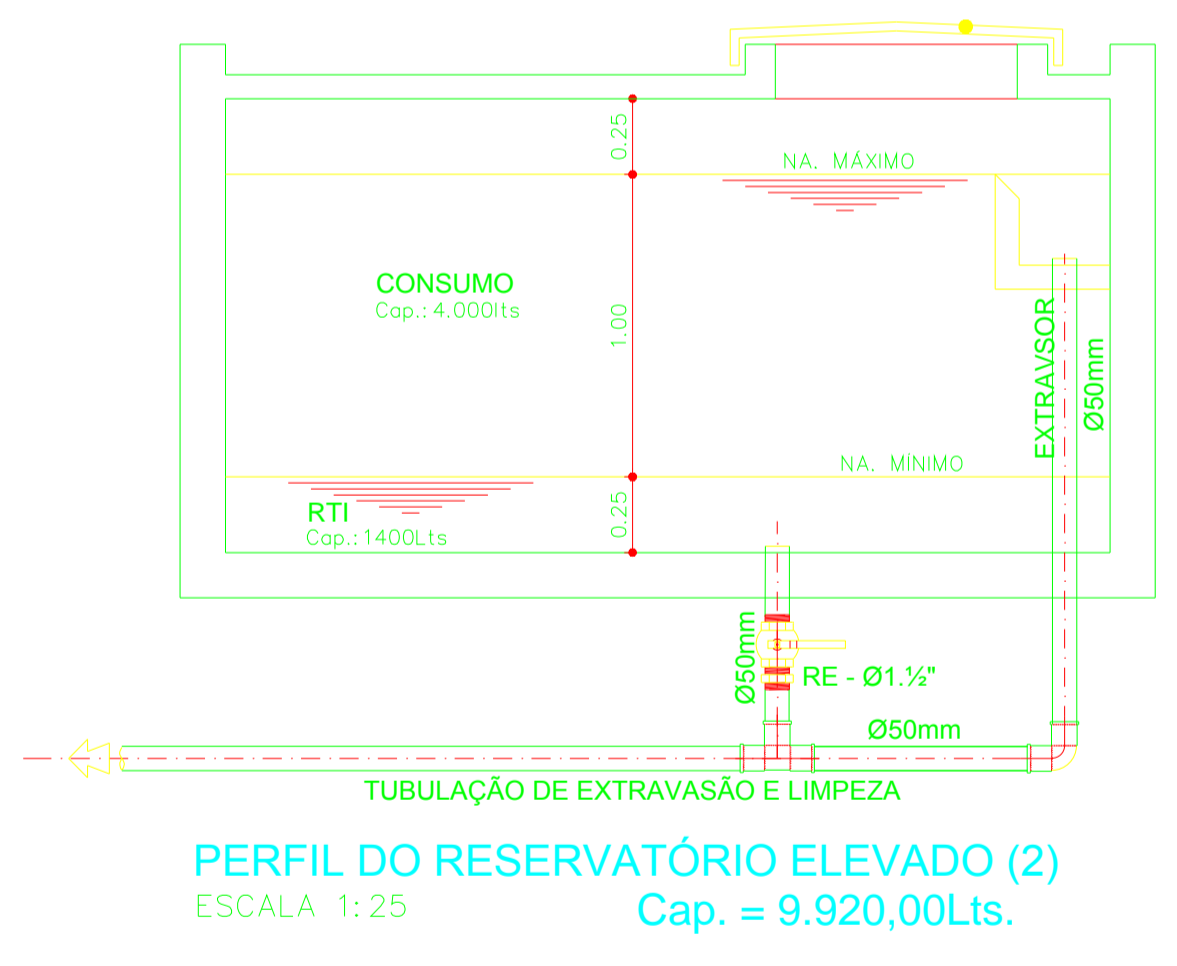 0.25
NA. MÁXIMO
CONSUMO
Cap.: 4.000lts
1.00
EXTRAVSOR
Ø50mm
NA. MÍNIMO
RTI
Cap.: 1400Lts
0.25
Ø50mm
RE - Ø1.½"
Ø50mm
TUBULAÇÃO DE EXTRAVASÃO E LIMPEZA
PERFIL DO RESERVATÓRIO ELEVADO (2)
ESCALA 1:25
Cap. = 9.920,00Lts.